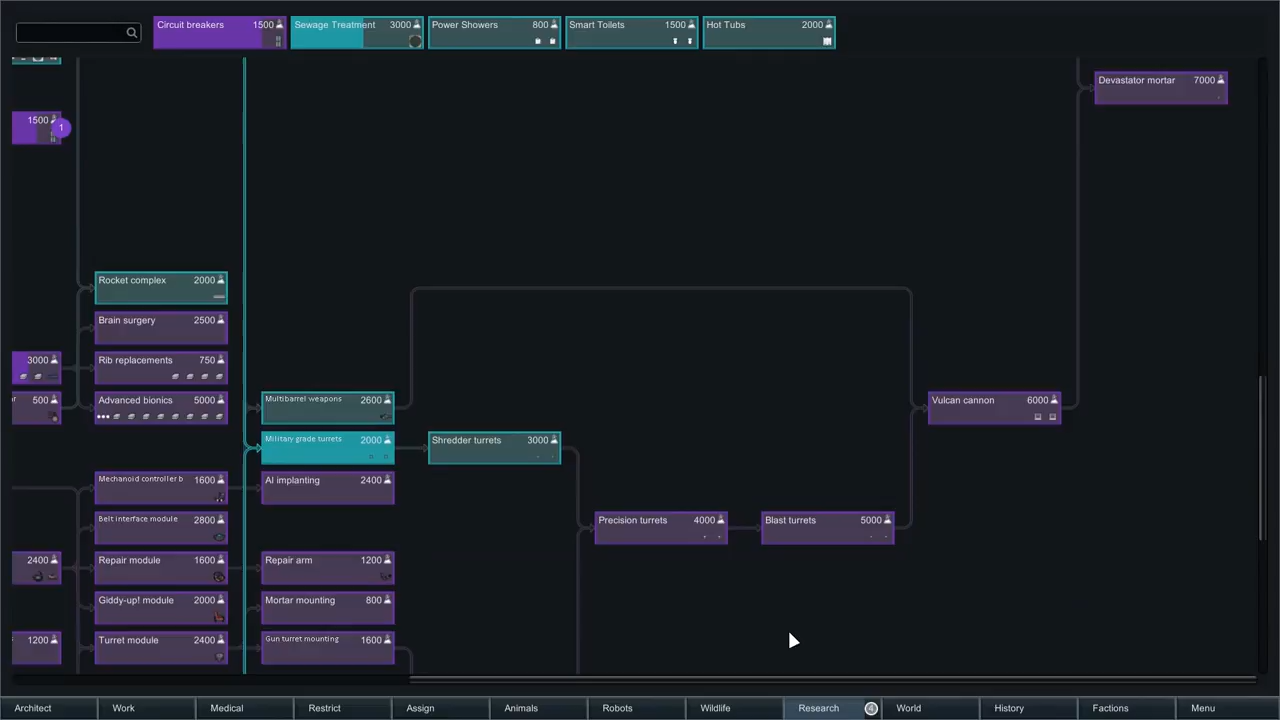 Circuit breakers 1500 Sewage Treatment 3000 Power Showers 800 Smart Toilets 1500 Hot Tubs 2000
Devastator mortar 7000
1500 1
Rocket complex 2000
Brain surgery 2500
3000 Rib replacements 750
r 500 Advanced bionics 5000 Multibarrel weapons 2600 Vulcan cannon 6000
Military grade turrets 2000 Shredder turrets 3000
Mechanoid controller b 1600 AI implanting 2400
Belt interface module 2800 Precision turrets 4000 Blast turrets 5000
2400 Repair module 1600 Repair arm 1200
Giddy-up! module 2000 Mortar mounting 800
1200 Turret module 2400 Gun turret mounting 1600
Architect Work Medical Restrict Assign Animals Robots Wildlife Research 4 World History Factions Menu